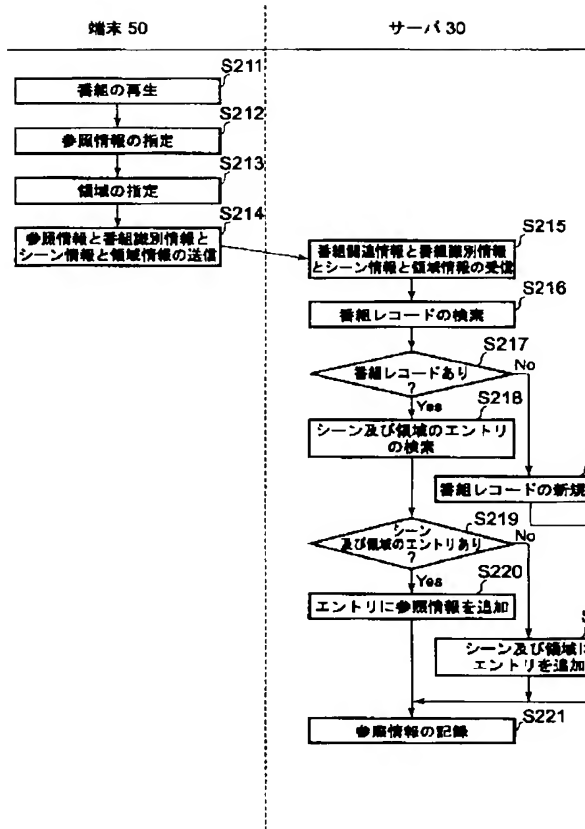 端末 50
サーバ 30
S211
番組の再生
S212
参照情報の指定
S213
領域の指定
S214
参照情報と番組識別情報と
シーン情報と領域情報の送信
S215
番組関連情報と番組識別情報
とシーン情報と領域情報の受信
S216
番組レコードの検索
S217
番組レコードあり
?
No
Yes
S218
シーン及び領域のエントリ
の検索
番組レコードの新規
S219
シーン
及び領域のエントリあり
?
No
Yes
S220
エントリに参照情報を追加
S
シーン及び領域に
エントリを追加
S221
参照情報の記録